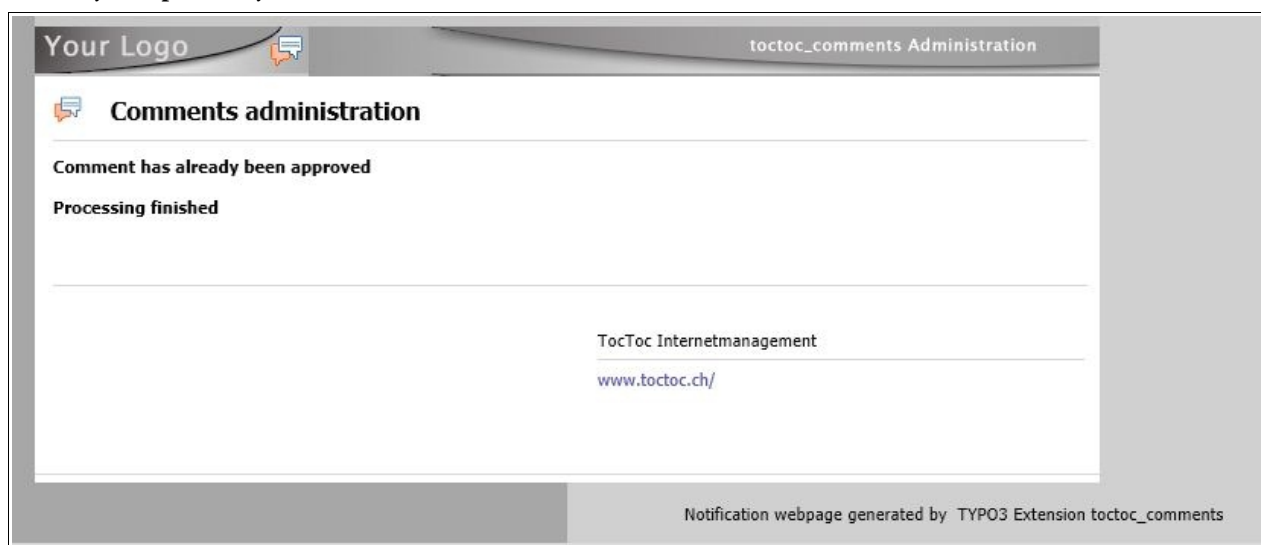 Your Logo
toctoc_comments Administration
Comments administration
Comment has already been approved
Processing finished
TocToc Internetmanagement
www.toctoc.ch/
Notification webpage generated by TYPO3 Extension toctoc_comments